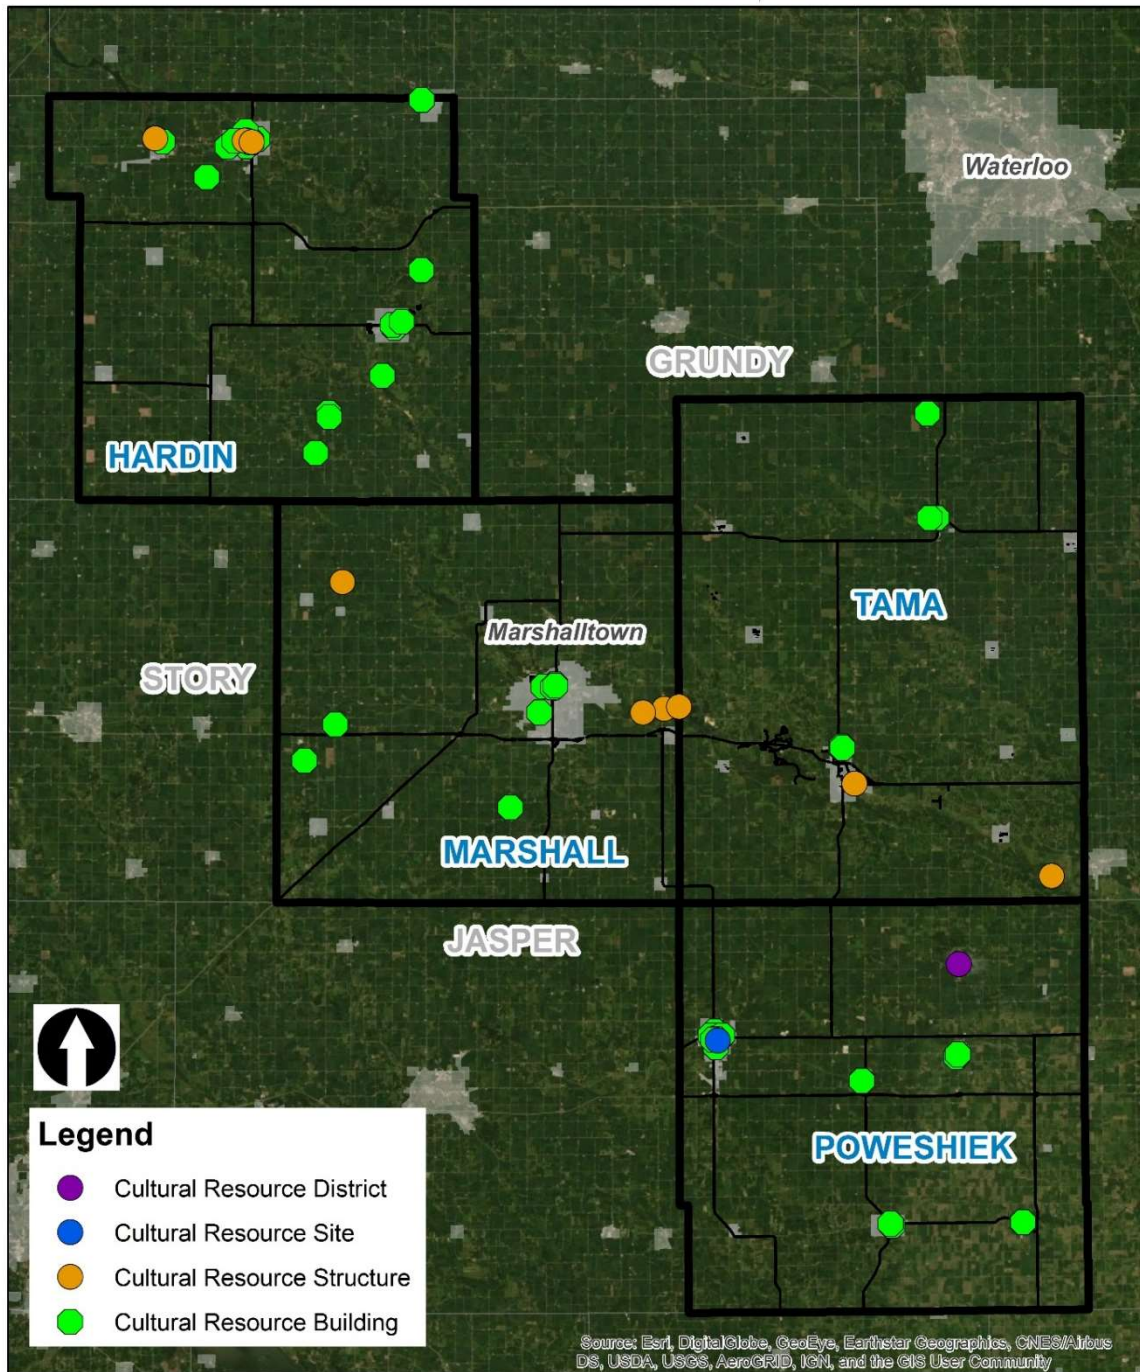 Waterloo
GRUNDY
HARDIN
TAMA
Marshalltown
STORY
MARSHALL
JASPER
POWESHIEK
Legend
Cultural Resource District
Cultural Resource Site
Cultural Resource Structure
Cultural Resource Building
Source: Esri, DigitalGlobe, GeoEye, Earthstar Geographics, CNES/Airbus
DS, USDA, USGS, AeroGRID, IGN, and the GIS User Community